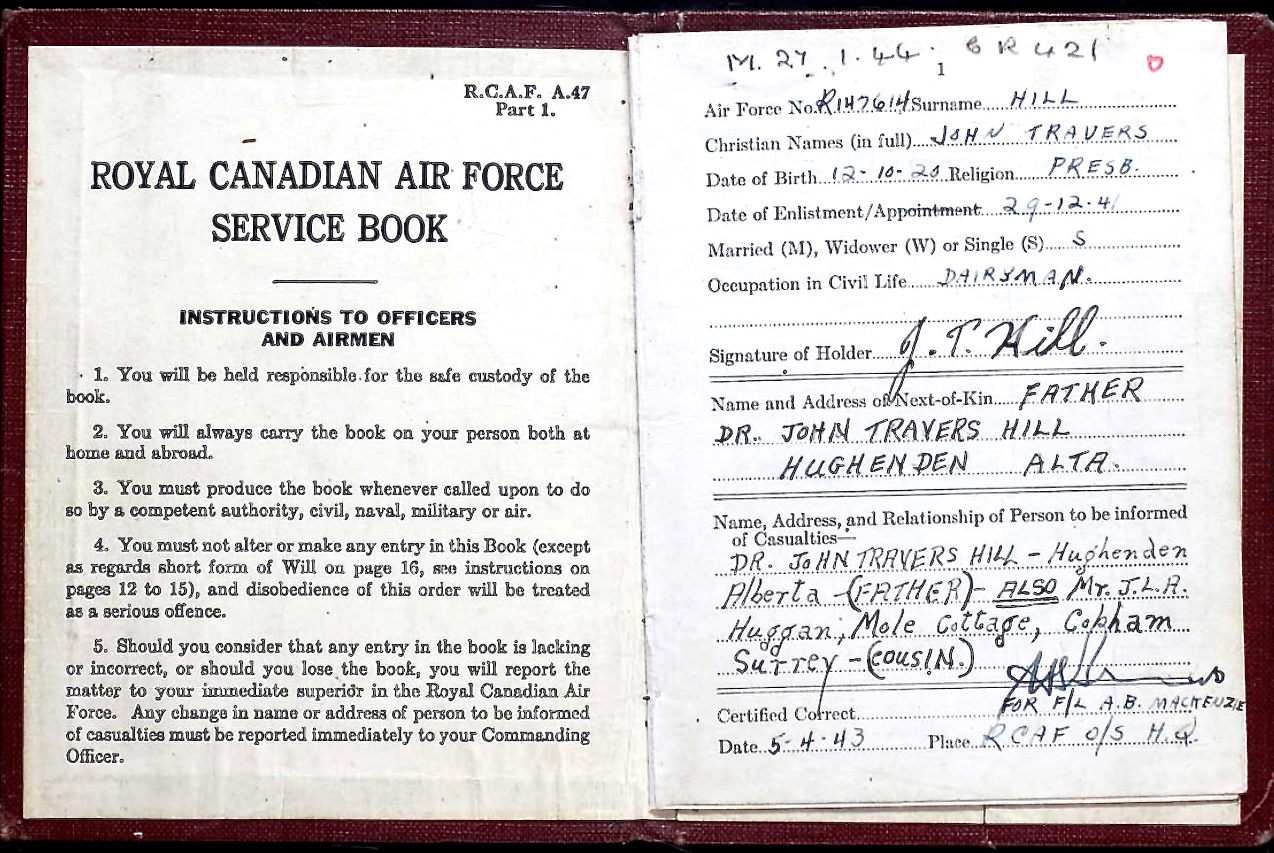 R.C.A.F. A.47
Part 1.
ROYAL CANADIAN AIR FORCE
SERVICE BOOK
INSTRUCTIONS TO OFFICERS
AND AIRMEN
1. You will be held responsible for the safe custody of the
book.
2. You will always carry the book on your person both at
home and abroad.
3. You must produce the book whenever called upon to do
so by a competent authority, civil, naval, military or air.
4. You must not alter or make any entry in this Book (except
as regards short form of Will on page 16, see instructions on
pages 12 to 15), and disobedience of this order will be treated
as a serious offence.
5. Should you consider that any entry in the book is lacking
or incorrect, or should you lose the book, you will report the
matter to your immediate superior in the Royal Canadian Air
Force. Any change in name or address of person to be informed
of casualties must be reported immediately to your Commanding
Officer.
M. 27.1.44. 6R421
1
Air Force No. R147614 Surname HILL
Christian Names (in full) JOHN TRAVERS
Date of Birth 12-10-20 Religion PRESB.
Date of Enlistment/Appointment 29-12-41
Married (M), Widower (W) or Single (S) S
Occupation in Civil Life DAIRYMAN.
Signature of Holder J. T. Hill.
Name and Address of Next-of-Kin FATHER
DR. JOHN TRAVERS HILL
HUGHENDEN ALTA.
Name, Address, and Relationship of Person to be informed
of Casualties—
DR. JOHN TRAVERS HILL - Hughenden
Alberta - (FATHER) - ALSO Mr. J.L.A.
Huggan, Mole Cottage, Cobham
Surrey - (COUSIN.)
FOR F/L A.B. MACKENZIE
Certified Correct
Date 5-4-43 Place RCAF O/S H.Q.